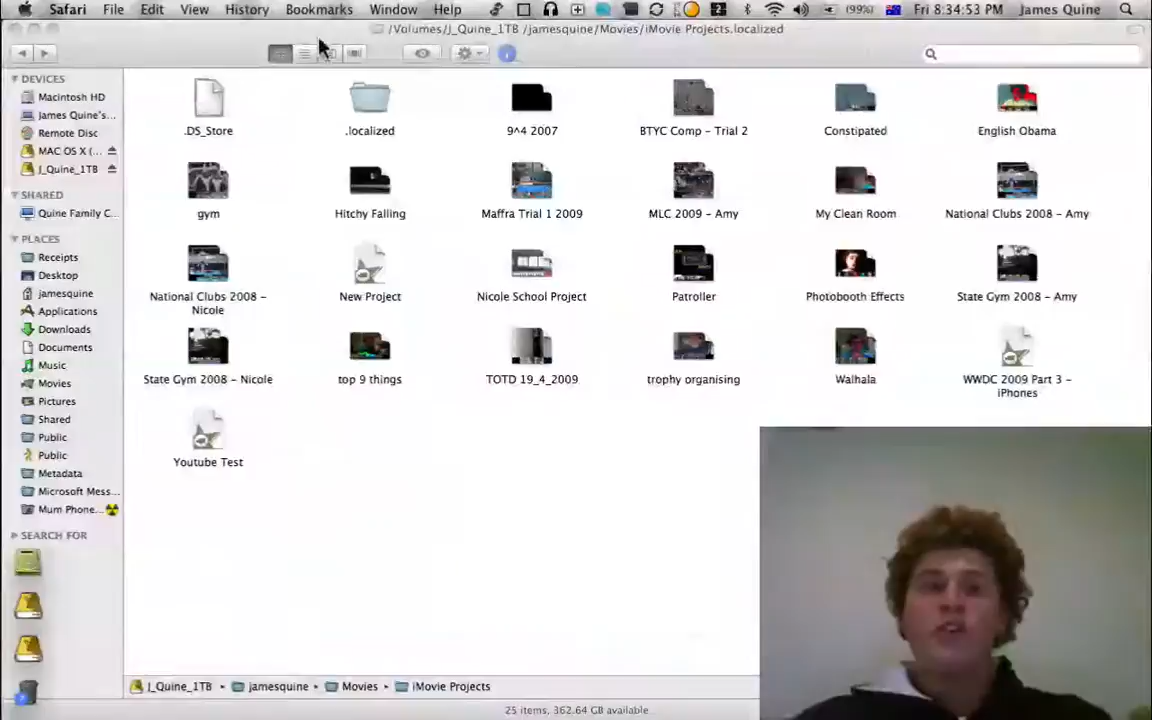 Safari File Edit View History Bookmarks Window Help (99%) Fri 8:34:53 James Quine
/Volumes/J_Quine_1TB /jamesquine/Movies/iMovie Projects.localized
DEVICES
Macintosh HD
James Quine's...
Remote Disc
MAC OS X (...
J_Quine_1TB
SHARED
Quine Family C...
PLACES
Receipts
Desktop
jamesquine
Applications
Downloads
Documents
Music
Movies
Pictures
Shared
Public
Public
Metadata
Microsoft Mess...
Mum Phone...
SEARCH FOR
.DS_Store .localized 9^4 2007 BTYC Comp – Trial 2 Constipated English Obama
gym Hitchy Falling Maffra Trial 1 2009 MLC 2009 – Amy My Clean Room National Clubs 2008 – Amy
National Clubs 2008 – Nicole New Project Nicole School Project Patroller Photobooth Effects State Gym 2008 – Amy
State Gym 2008 – Nicole top 9 things TOTD 19_4_2009 trophy organising Walhala WWDC 2009 Part 3 – iPhones
Youtube Test
J_Quine_1TB jamesquine Movies iMovie Projects
25 items, 362.64 GB available